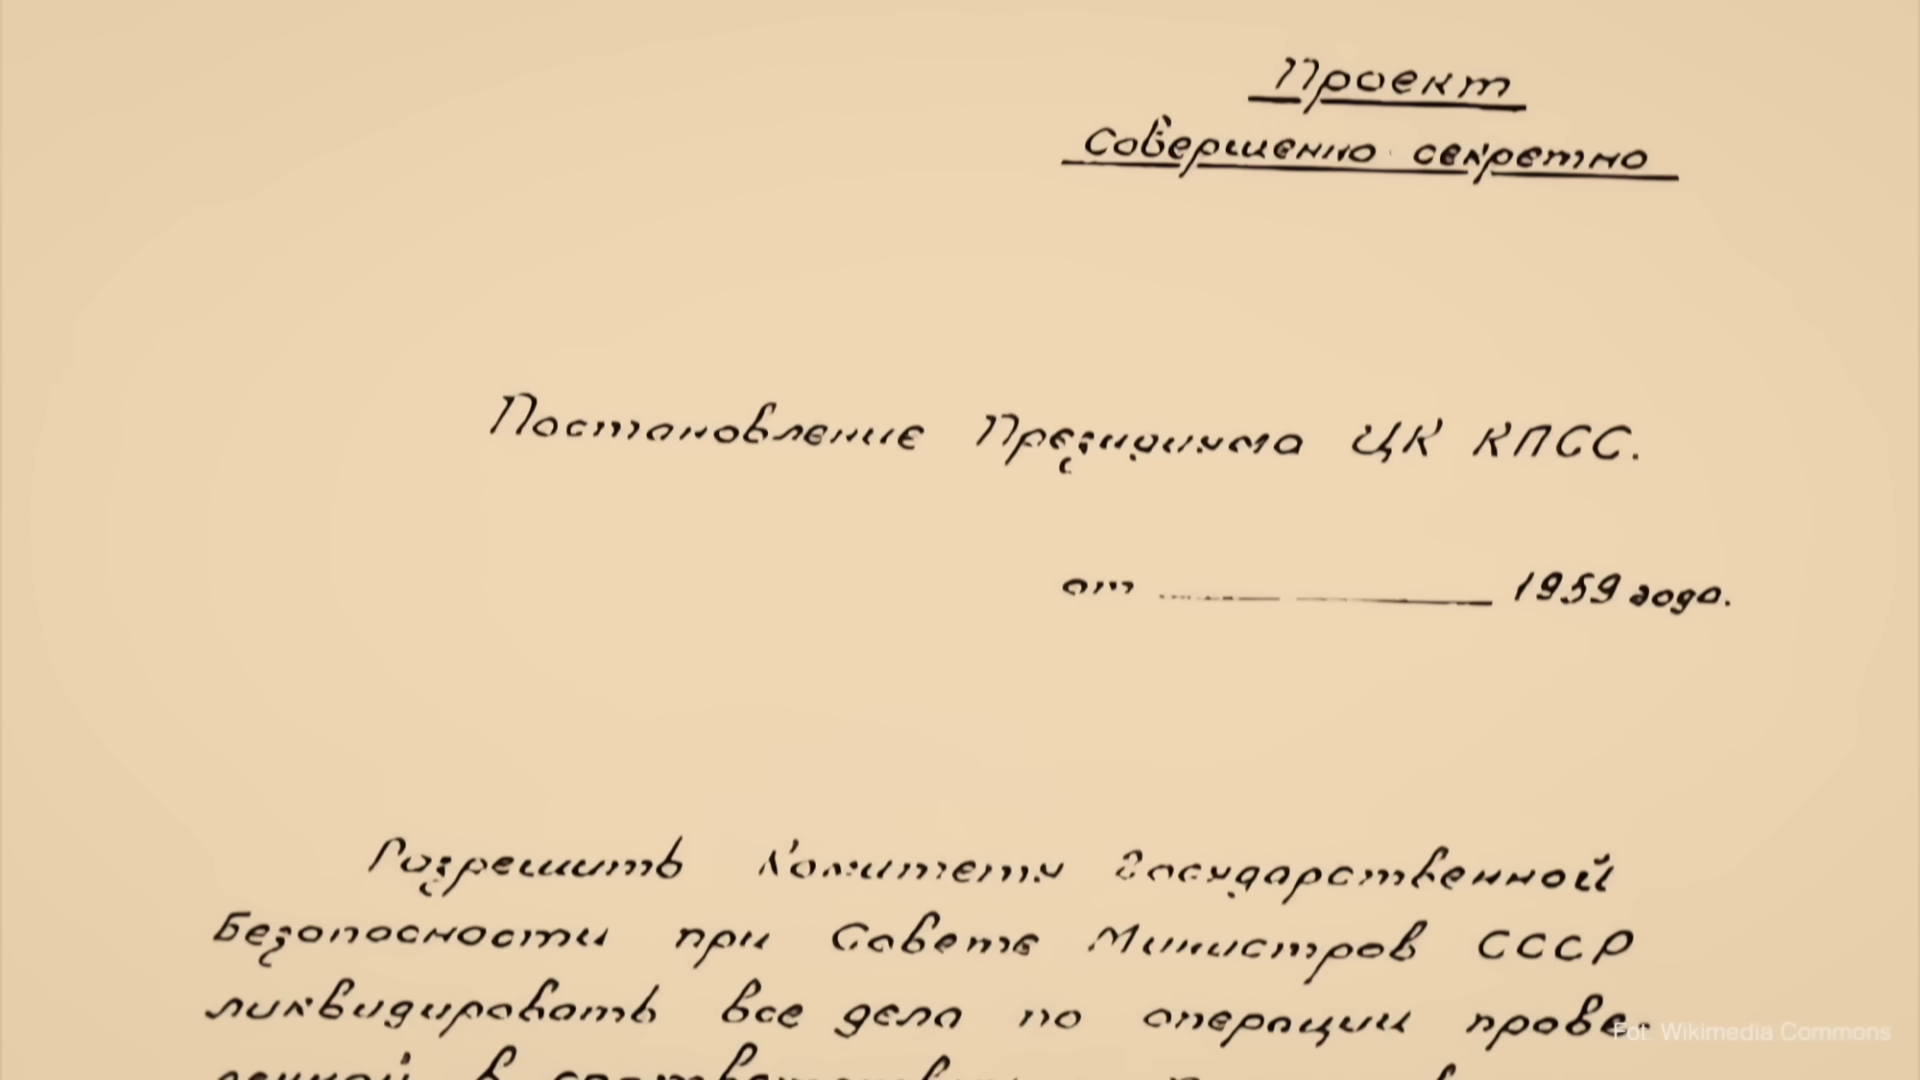 Проект
Совершенно секретно
Постановление Президиума ЦК КПСС.
от 1959 года.
Разрешить Комитету Государственной
Безопасности при Совете Министров СССР
ликвидировать все дела по операции прове-
Fot. Wikimedia Commons